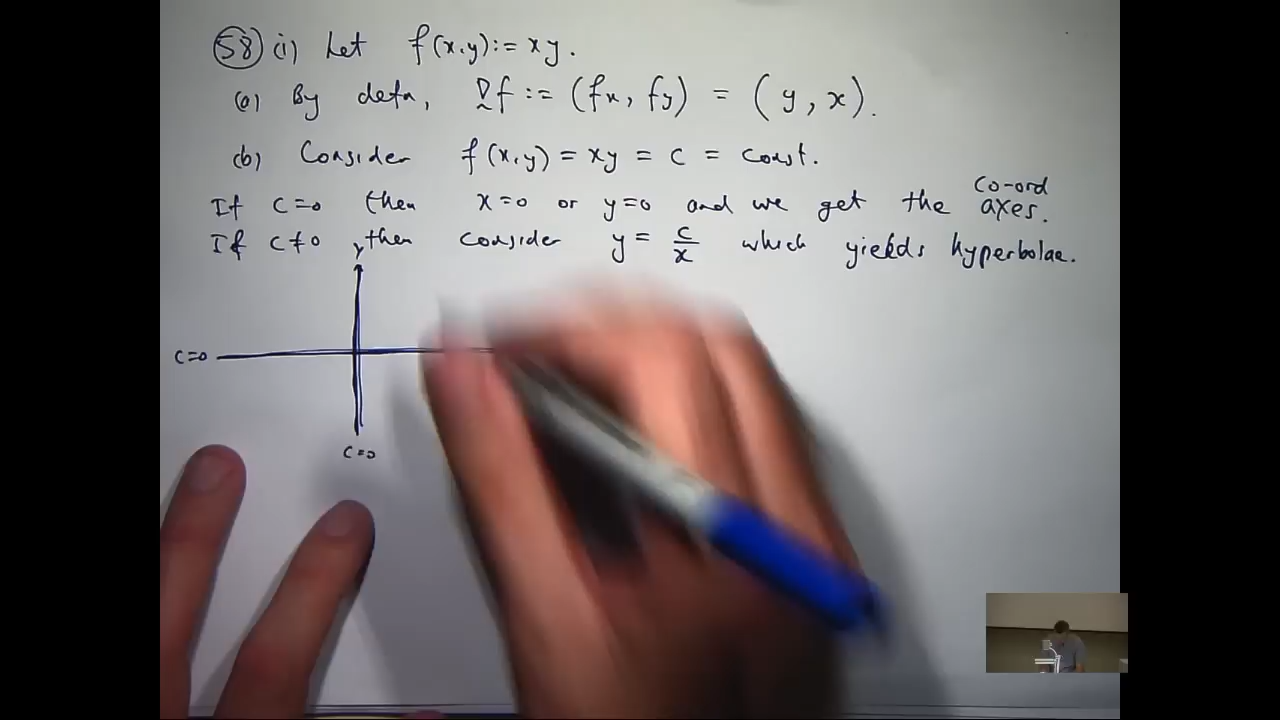 58) (i) Let f(x,y) := xy.
(a) By defn, ∇f := (fx, fy) = (y, x).
(b) Consider f(x,y) = xy = c = const.
If c=0 then x=0 or y=0 and we get the co-ord axes.
If c≠0, then consider y = c/x which yields hyperbolae.
y
c=0
c=0